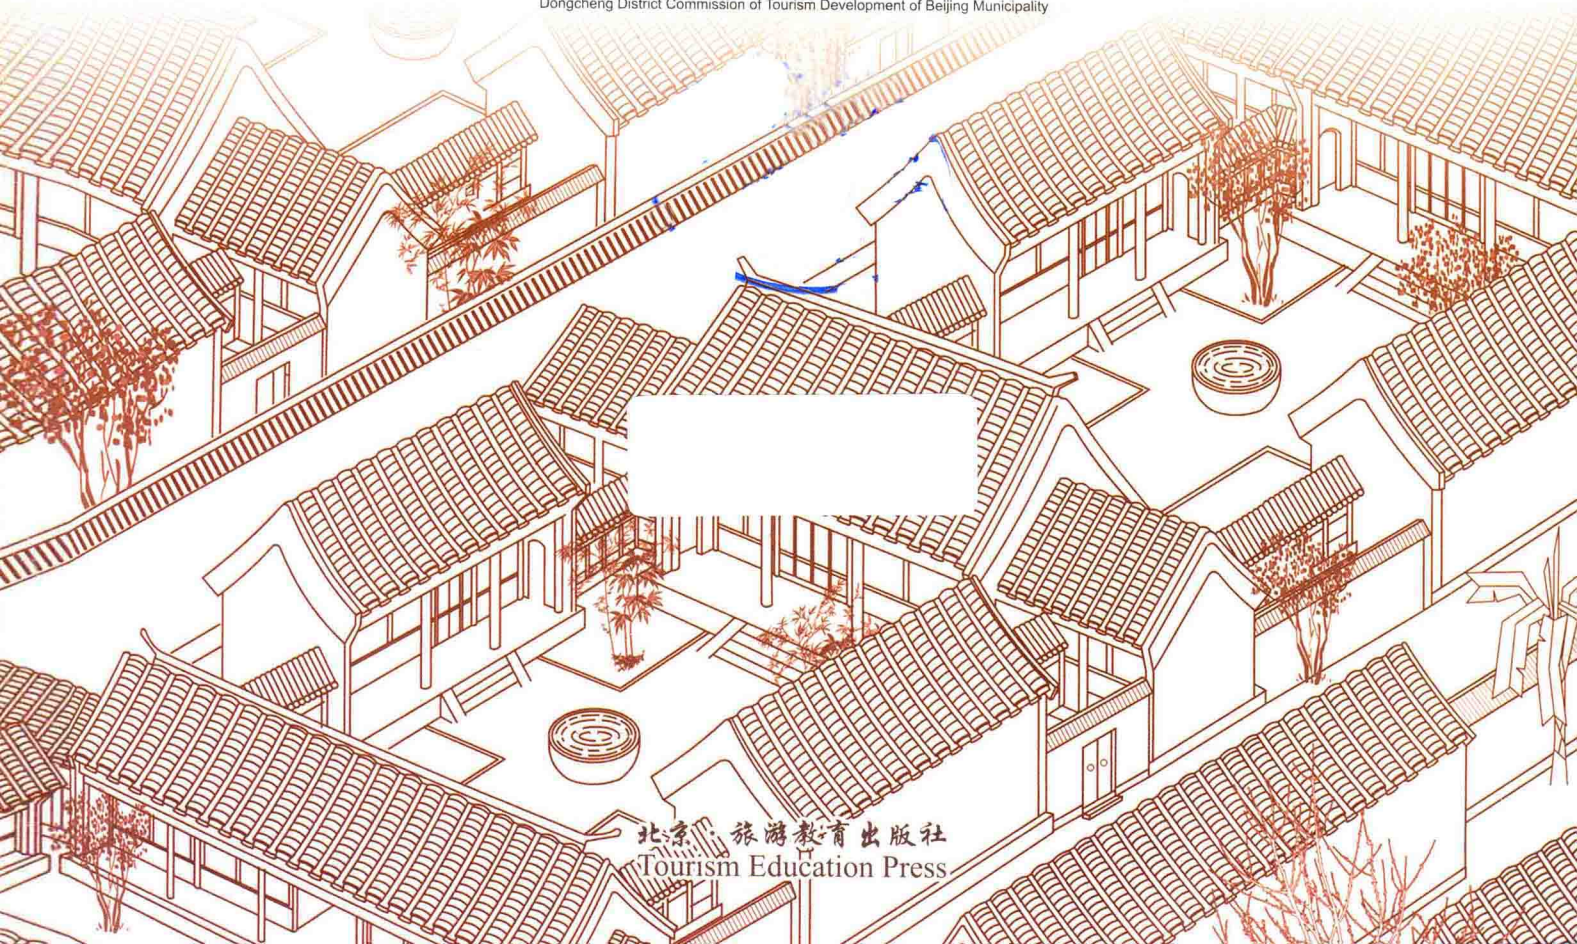 Dongcheng District Commission of Tourism Development of Beijing Municipality
北京·旅游教育出版社
Tourism Education Press